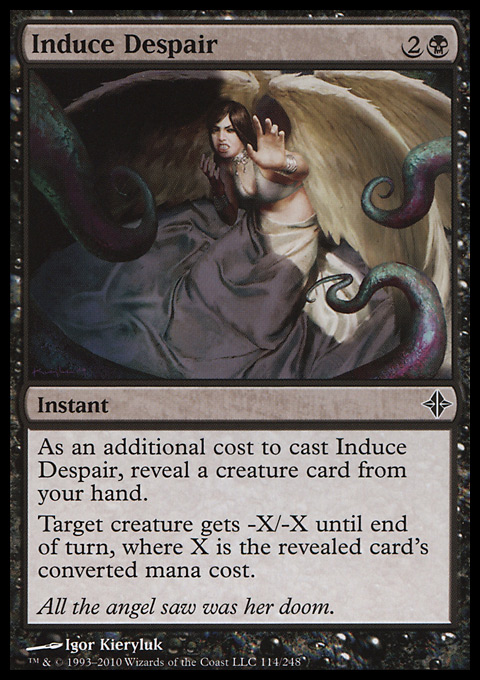 Induce Despair 2
Instant
As an additional cost to cast Induce
Despair, reveal a creature card from
your hand.
Target creature gets -X/-X until end
of turn, where X is the revealed card's
converted mana cost.
All the angel saw was her doom.
Igor Kieryluk
™ & © 1993–2010 Wizards of the Coast LLC 114/248